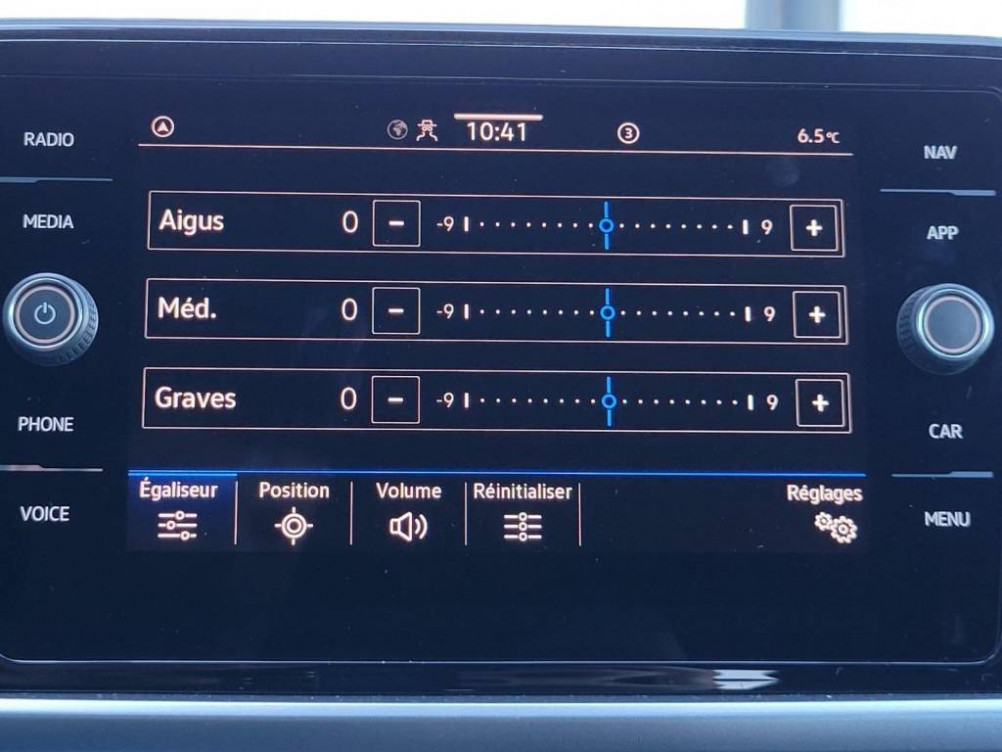 RADIO
MEDIA
PHONE
VOICE
10:41
3
6.5°C
Aigus 0 - -9 9 +
Méd. 0 - -9 9 +
Graves 0 - -9 9 +
Égaliseur
Position
Volume
Réinitialiser
Réglages
NAV
APP
CAR
MENU